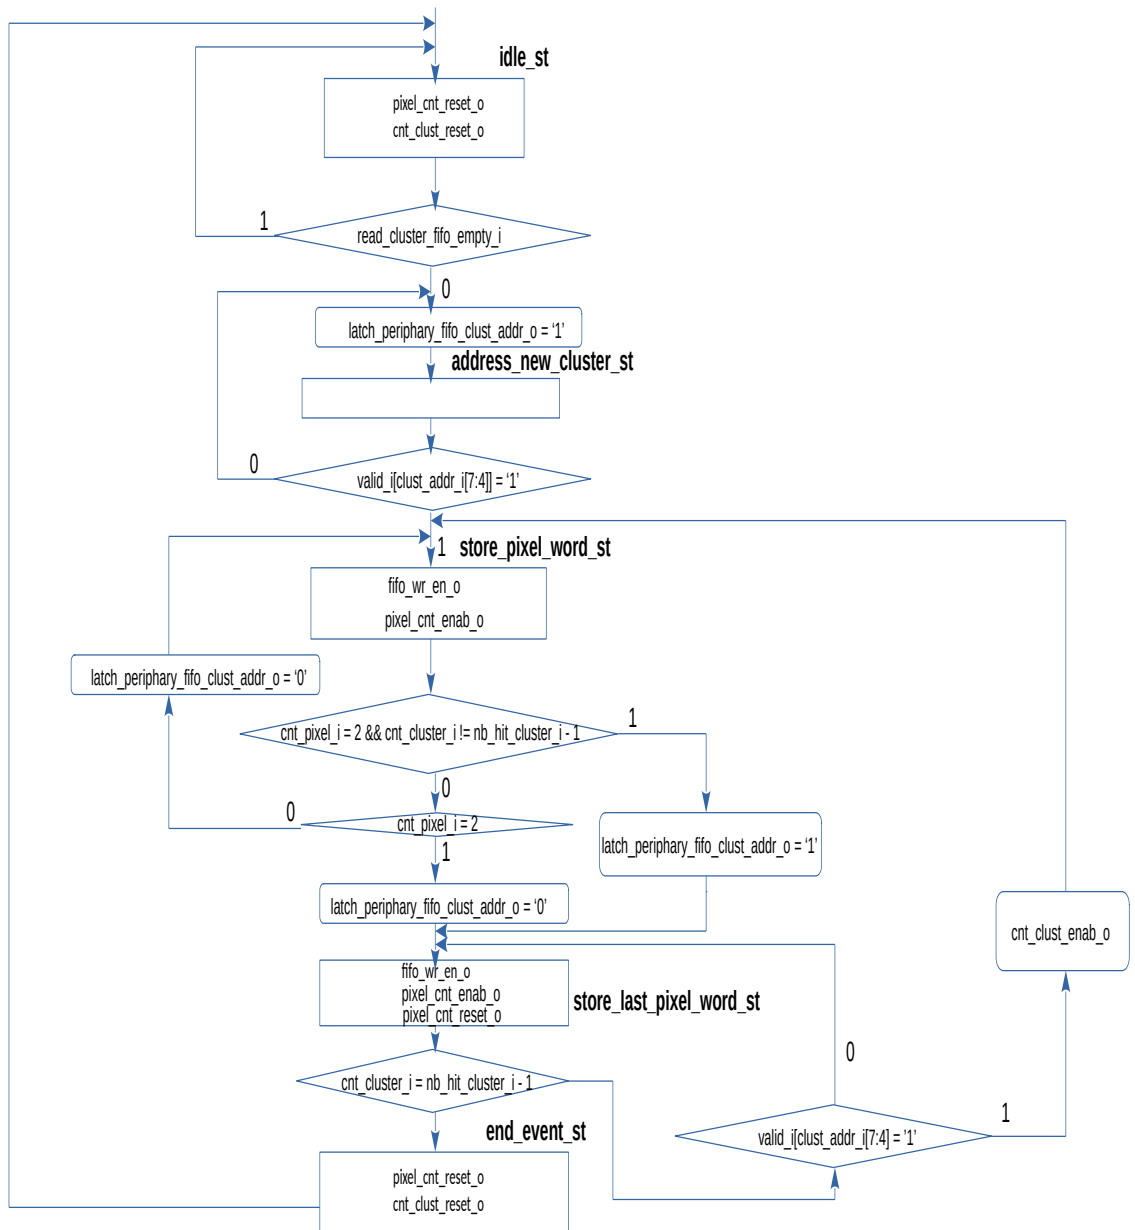 idle_st
pixel_cnt_reset_o
cnt_clust_reset_o
1
read_cluster_fifo_empty_i
0
latch_periphary_fifo_clust_addr_o = ‘1’
address_new_cluster_st
0
valid_i[clust_addr_i[7:4]] = ‘1’
1
store_pixel_word_st
fifo_wr_en_o
pixel_cnt_enab_o
latch_periphary_fifo_clust_addr_o = ‘0’
1
cnt_pixel_i = 2 && cnt_cluster_i != nb_hit_cluster_i - 1
0
0
cnt_pixel_i = 2
1
latch_periphary_fifo_clust_addr_o = ‘1’
latch_periphary_fifo_clust_addr_o = ‘0’
cnt_clust_enab_o
fifo_wr_en_o
pixel_cnt_enab_o
pixel_cnt_reset_o
store_last_pixel_word_st
0
cnt_cluster_i = nb_hit_cluster_i - 1
1
end_event_st
valid_i[clust_addr_i[7:4] = ’1’
pixel_cnt_reset_o
cnt_clust_reset_o